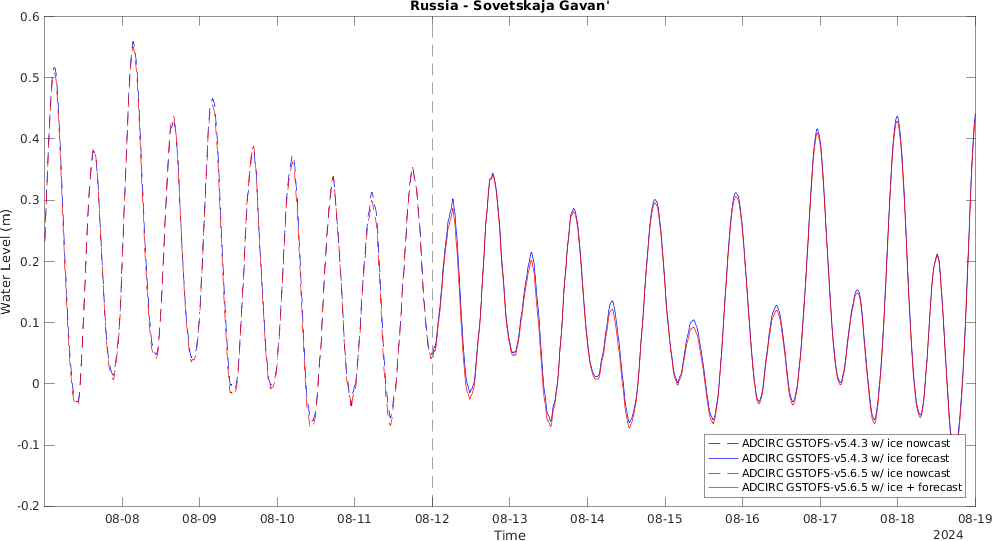 Russia - Sovetskaja Gavan'
0.6
0.5
0.4
0.3
0.2
0.1
0
-0.1
-0.2
Water Level (m)
ADCIRC GSTOFS-v5.4.3 w/ ice nowcast
ADCIRC GSTOFS-v5.4.3 w/ ice forecast
ADCIRC GSTOFS-v5.6.5 w/ ice nowcast
ADCIRC GSTOFS-v5.6.5 w/ ice + forecast
08-08 08-09 08-10 08-11 08-12 08-13 08-14 08-15 08-16 08-17 08-18 08-19
Time
2024